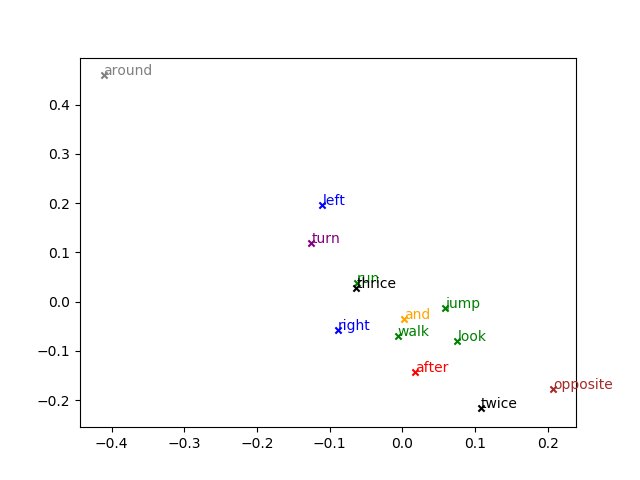 around
0.4
0.3
left
0.2
turn
0.1
run
thrice
jump
0.0
and
right
walk
look
−0.1
after
opposite
twice
−0.2
−0.4 −0.3 −0.2 −0.1 0.0 0.1 0.2